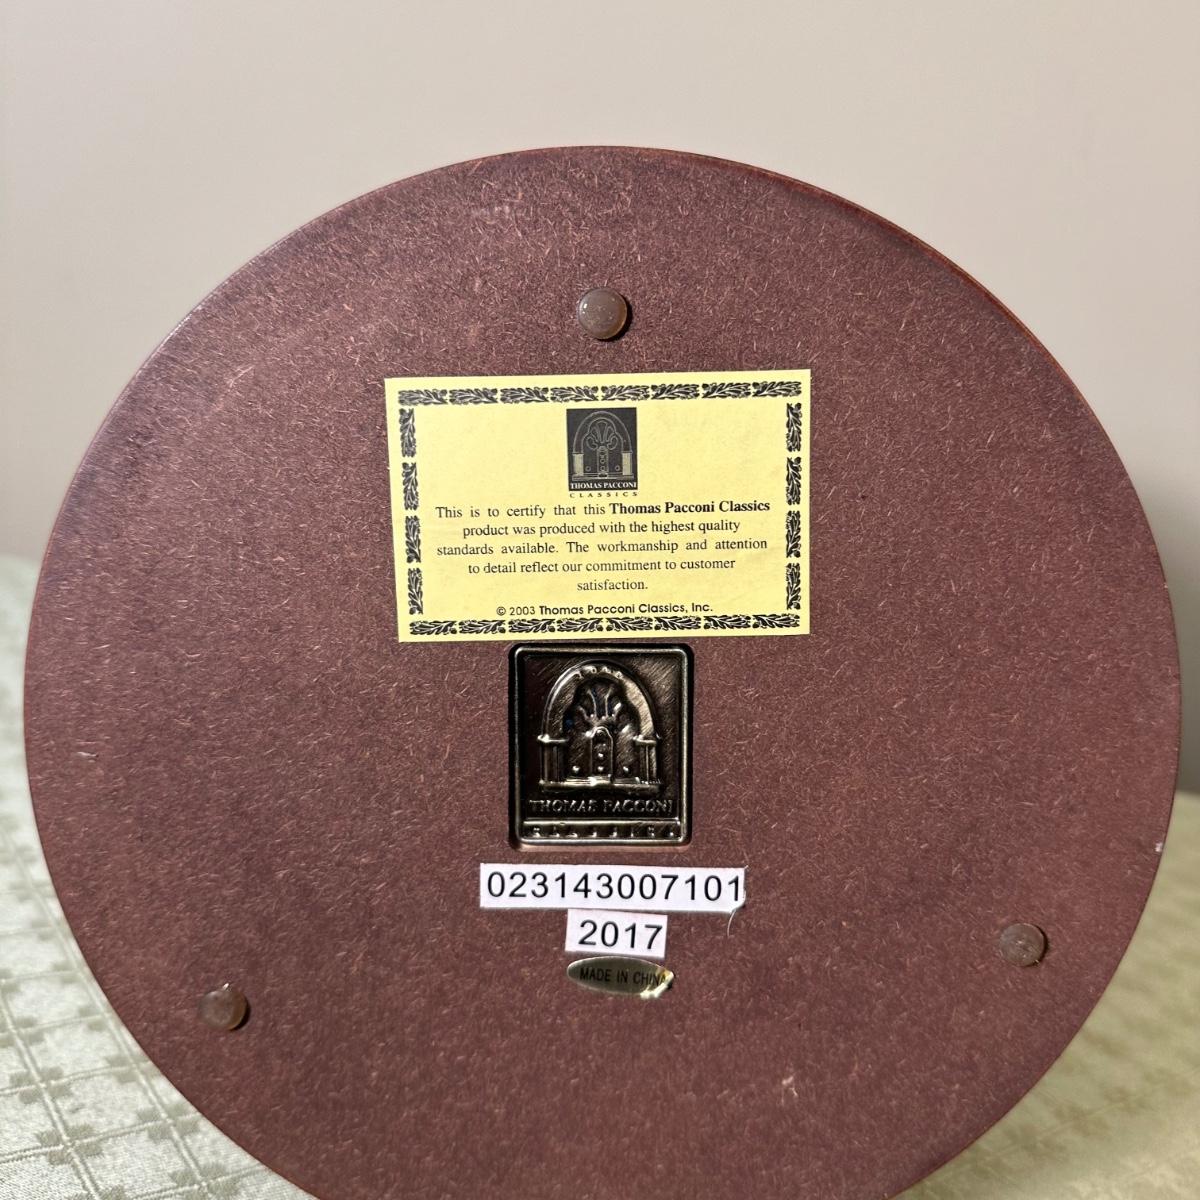 THOMAS PACCONI
CLASSICS
This is to certify that this Thomas Pacconi Classics
product was produced with the highest quality
standards available. The workmanship and attention
to detail reflect our commitment to customer
satisfaction.
© 2003 Thomas Pacconi Classics, Inc.
THOMAS PACCONI
CLASSICS
023143007101
2017
MADE IN CHINA